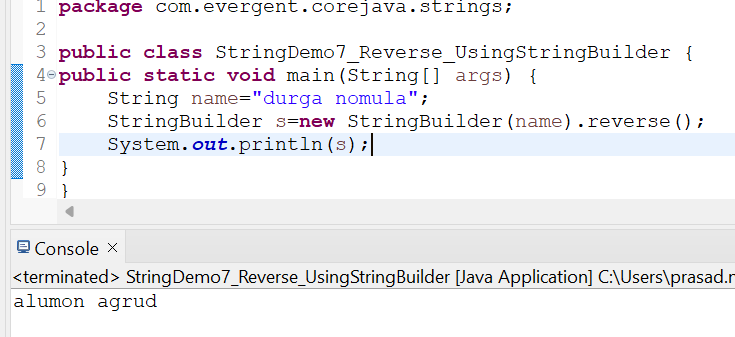 1 package com.evergent.corejava.strings;
2
3 public class StringDemo7_Reverse_UsingStringBuilder {
4 public static void main(String[] args) {
5     String name="durga nomula";
6     StringBuilder s=new StringBuilder(name).reverse();
7     System.out.println(s);
8 }
9 }
Console
<terminated> StringDemo7_Reverse_UsingStringBuilder [Java Application] C:\Users\prasad.n
alumon agrud